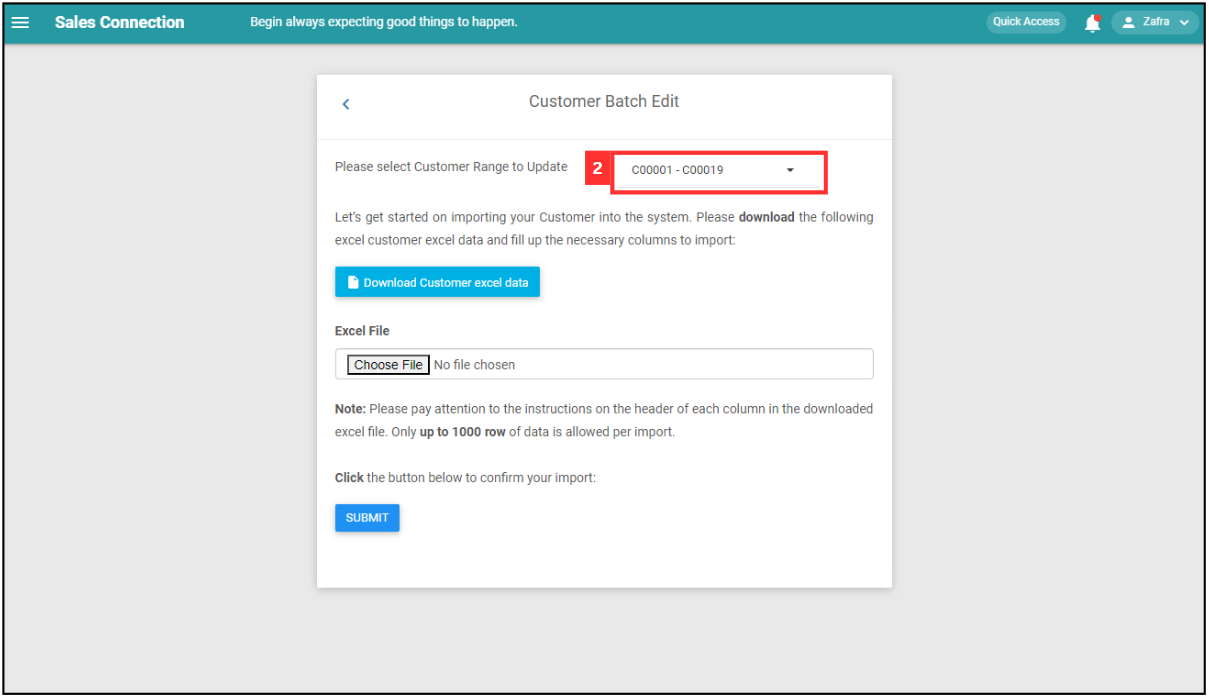 Sales Connection
Begin always expecting good things to happen.
Quick Access
Zafra
Customer Batch Edit
Please select Customer Range to Update
2
C00001 - C00019
Let's get started on importing your Customer into the system. Please download the following
excel customer excel data and fill up the necessary columns to import:
Download Customer excel data
Excel File
Choose File No file chosen
Note: Please pay attention to the instructions on the header of each column in the downloaded
excel file. Only up to 1000 row of data is allowed per import.
Click the button below to confirm your import:
SUBMIT